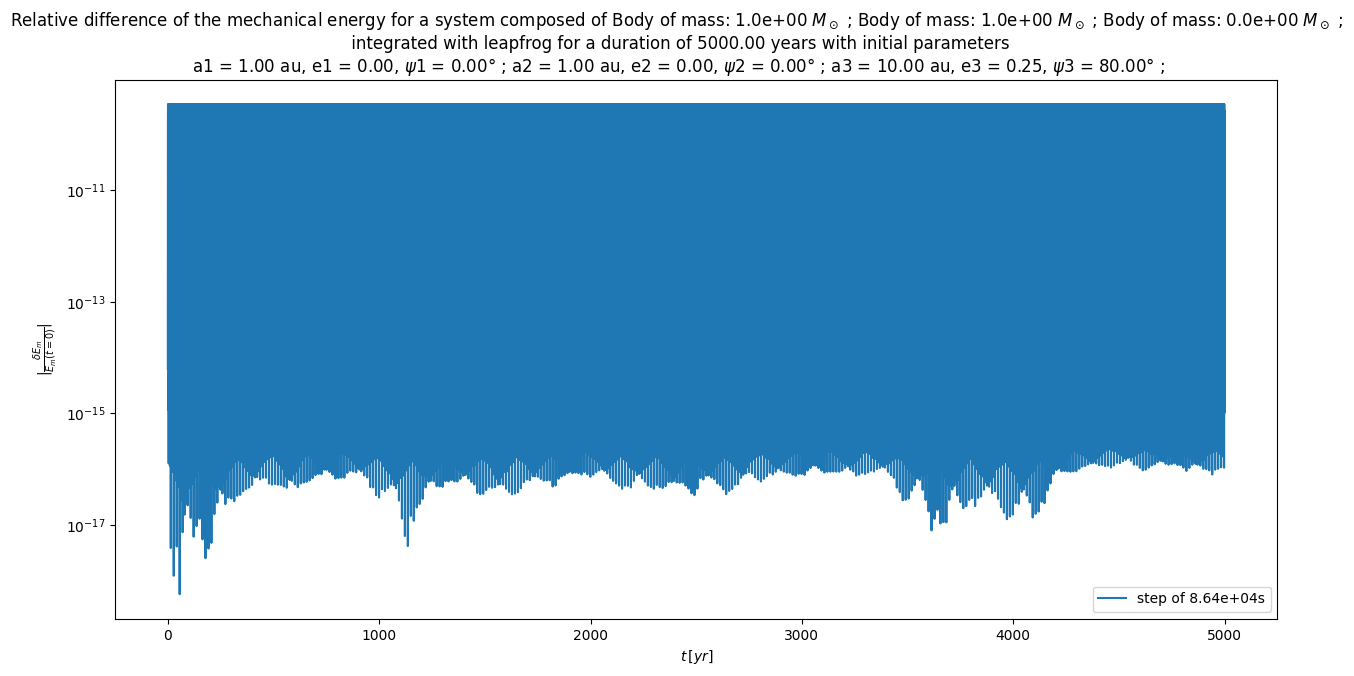 Relative difference of the mechanical energy for a system composed of Body of mass: 1.0e+00 $M_\odot$ ; Body of mass: 1.0e+00 $M_\odot$ ; Body of mass: 0.0e+00 $M_\odot$ ;
integrated with leapfrog for a duration of 5000.00 years with initial parameters
a1 = 1.00 au, e1 = 0.00, ψ1 = 0.00° ; a2 = 1.00 au, e2 = 0.00, ψ2 = 0.00° ; a3 = 10.00 au, e3 = 0.25, ψ3 = 80.00° ;
$|\frac{\delta E_m}{E_m(t=0)}|$
10⁻¹¹
10⁻¹³
10⁻¹⁵
10⁻¹⁷
step of 8.64e+04s
0 1000 2000 3000 4000 5000
t [yr]